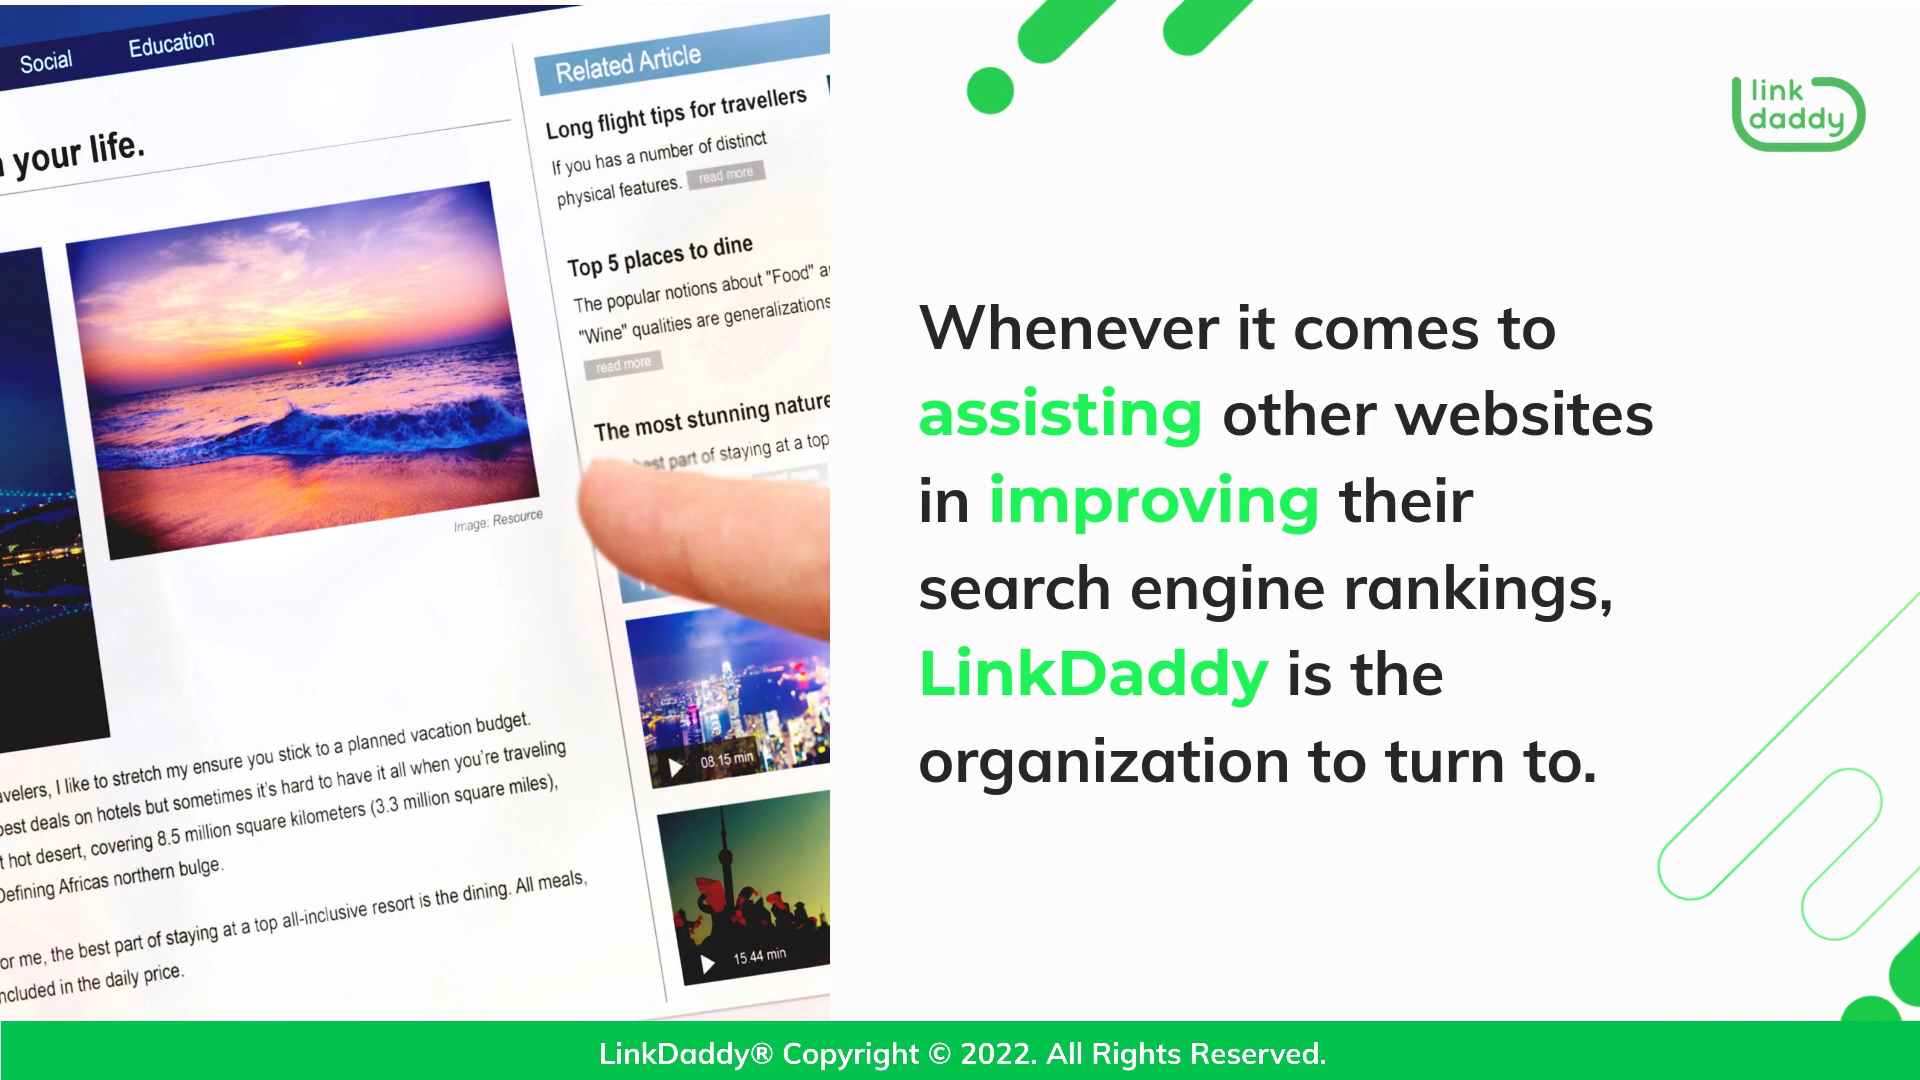 Social Education
your life.
Image: Resource
avelers, I like to stretch my ensure you stick to a planned vacation budget.
best deals on hotels but sometimes it's hard to have it all when you're traveling
t hot desert, covering 8.5 million square kilometers (3.3 million square miles),
Defining Africas northern bulge.
or me, the best part of staying at a top all-inclusive resort is the dining. All meals,
ncluded in the daily price.
Related Article
Long flight tips for travellers
If you has a number of distinct
physical features. read more
Top 5 places to dine
The popular notions about "Food" a
"Wine" qualities are generalizations
read more
The most stunning nature
best part of staying at a top
08.15 min
15.44 min
link
daddy
Whenever it comes to
assisting other websites
in improving their
search engine rankings,
LinkDaddy is the
organization to turn to.
LinkDaddy® Copyright © 2022. All Rights Reserved.